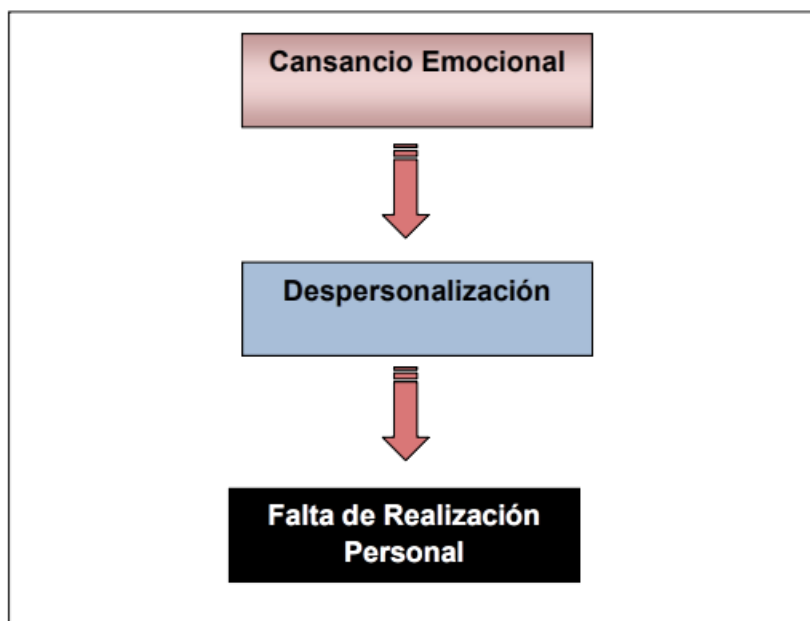 Cansancio Emocional
Despersonalización
Falta de Realización
Personal